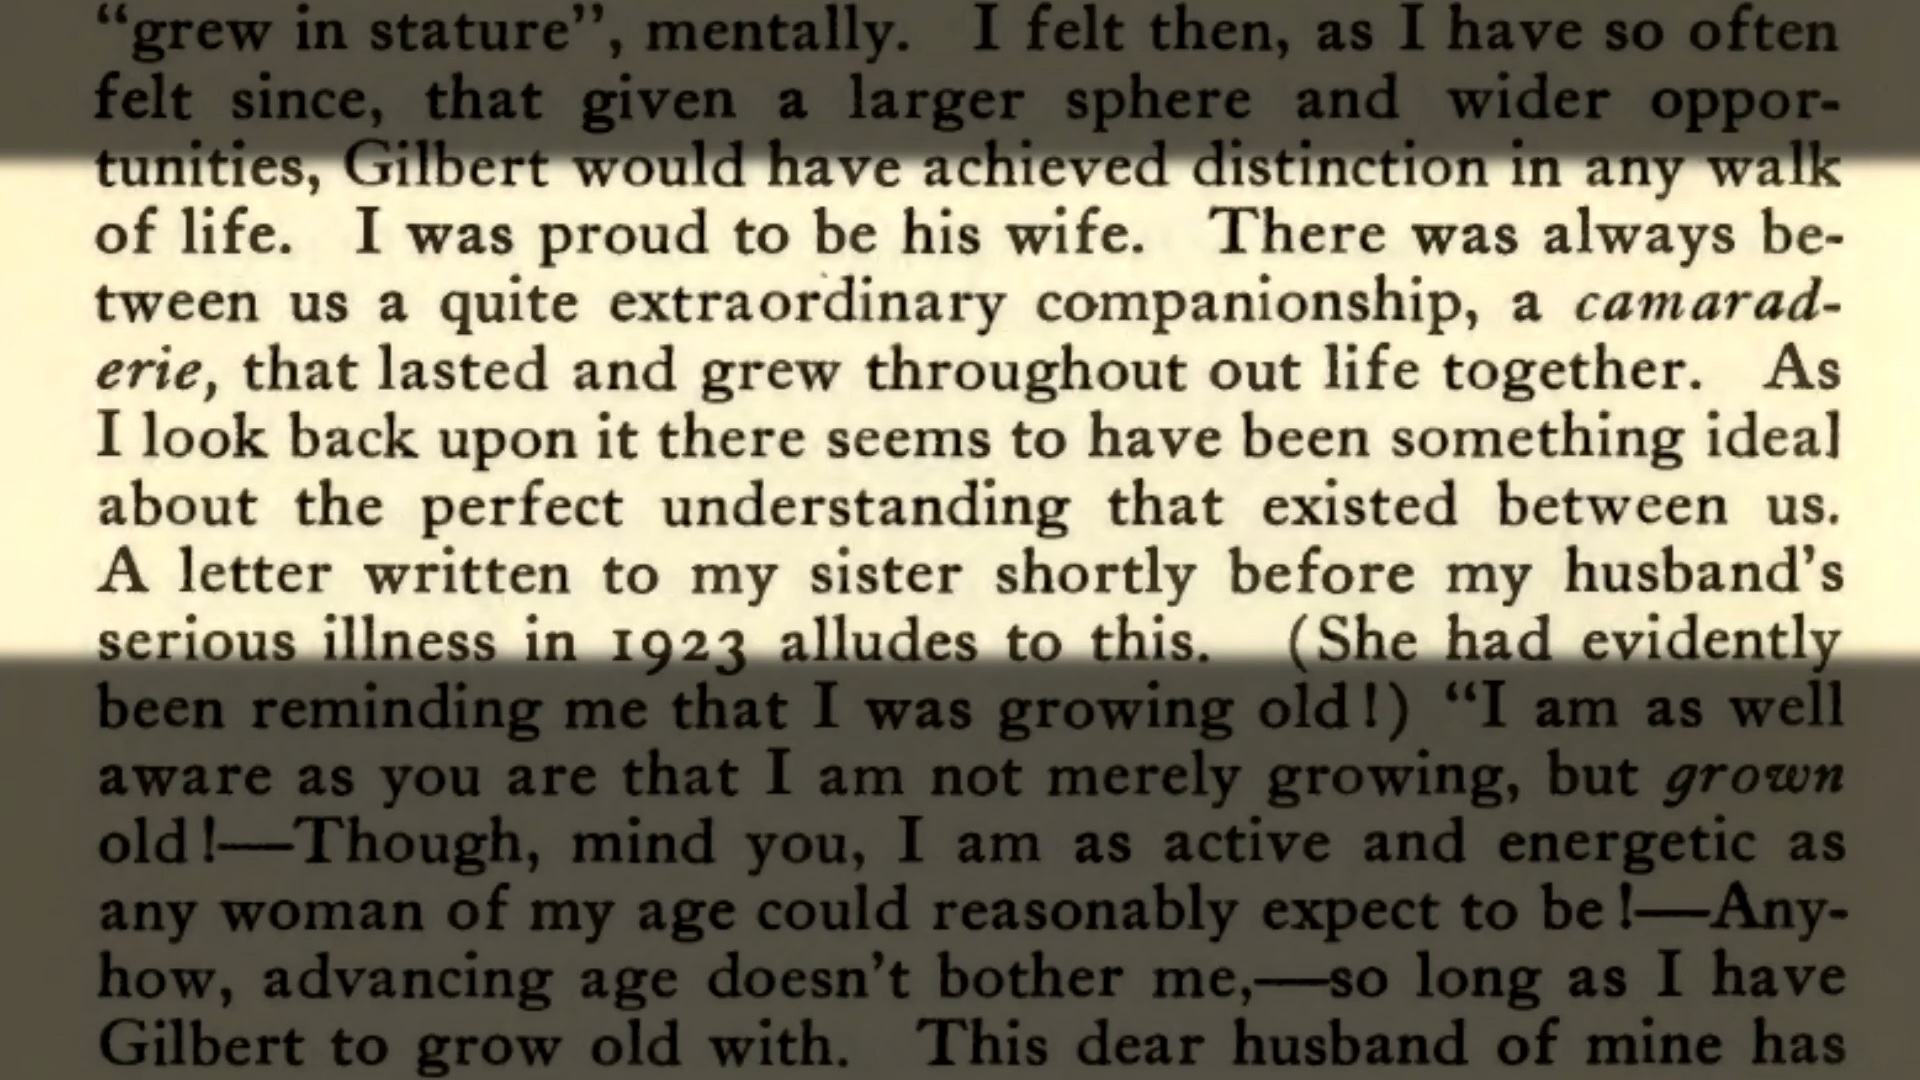 “grew in stature”, mentally. I felt then, as I have so often
felt since, that given a larger sphere and wider oppor-
tunities, Gilbert would have achieved distinction in any walk
of life. I was proud to be his wife. There was always be-
tween us a quite extraordinary companionship, a camarad-
erie, that lasted and grew throughout out life together. As
I look back upon it there seems to have been something ideal
about the perfect understanding that existed between us.
A letter written to my sister shortly before my husband’s
serious illness in 1923 alludes to this. (She had evidently
been reminding me that I was growing old!) “I am as well
aware as you are that I am not merely growing, but grown
old!—Though, mind you, I am as active and energetic as
any woman of my age could reasonably expect to be!—Any-
how, advancing age doesn’t bother me,—so long as I have
Gilbert to grow old with. This dear husband of mine has